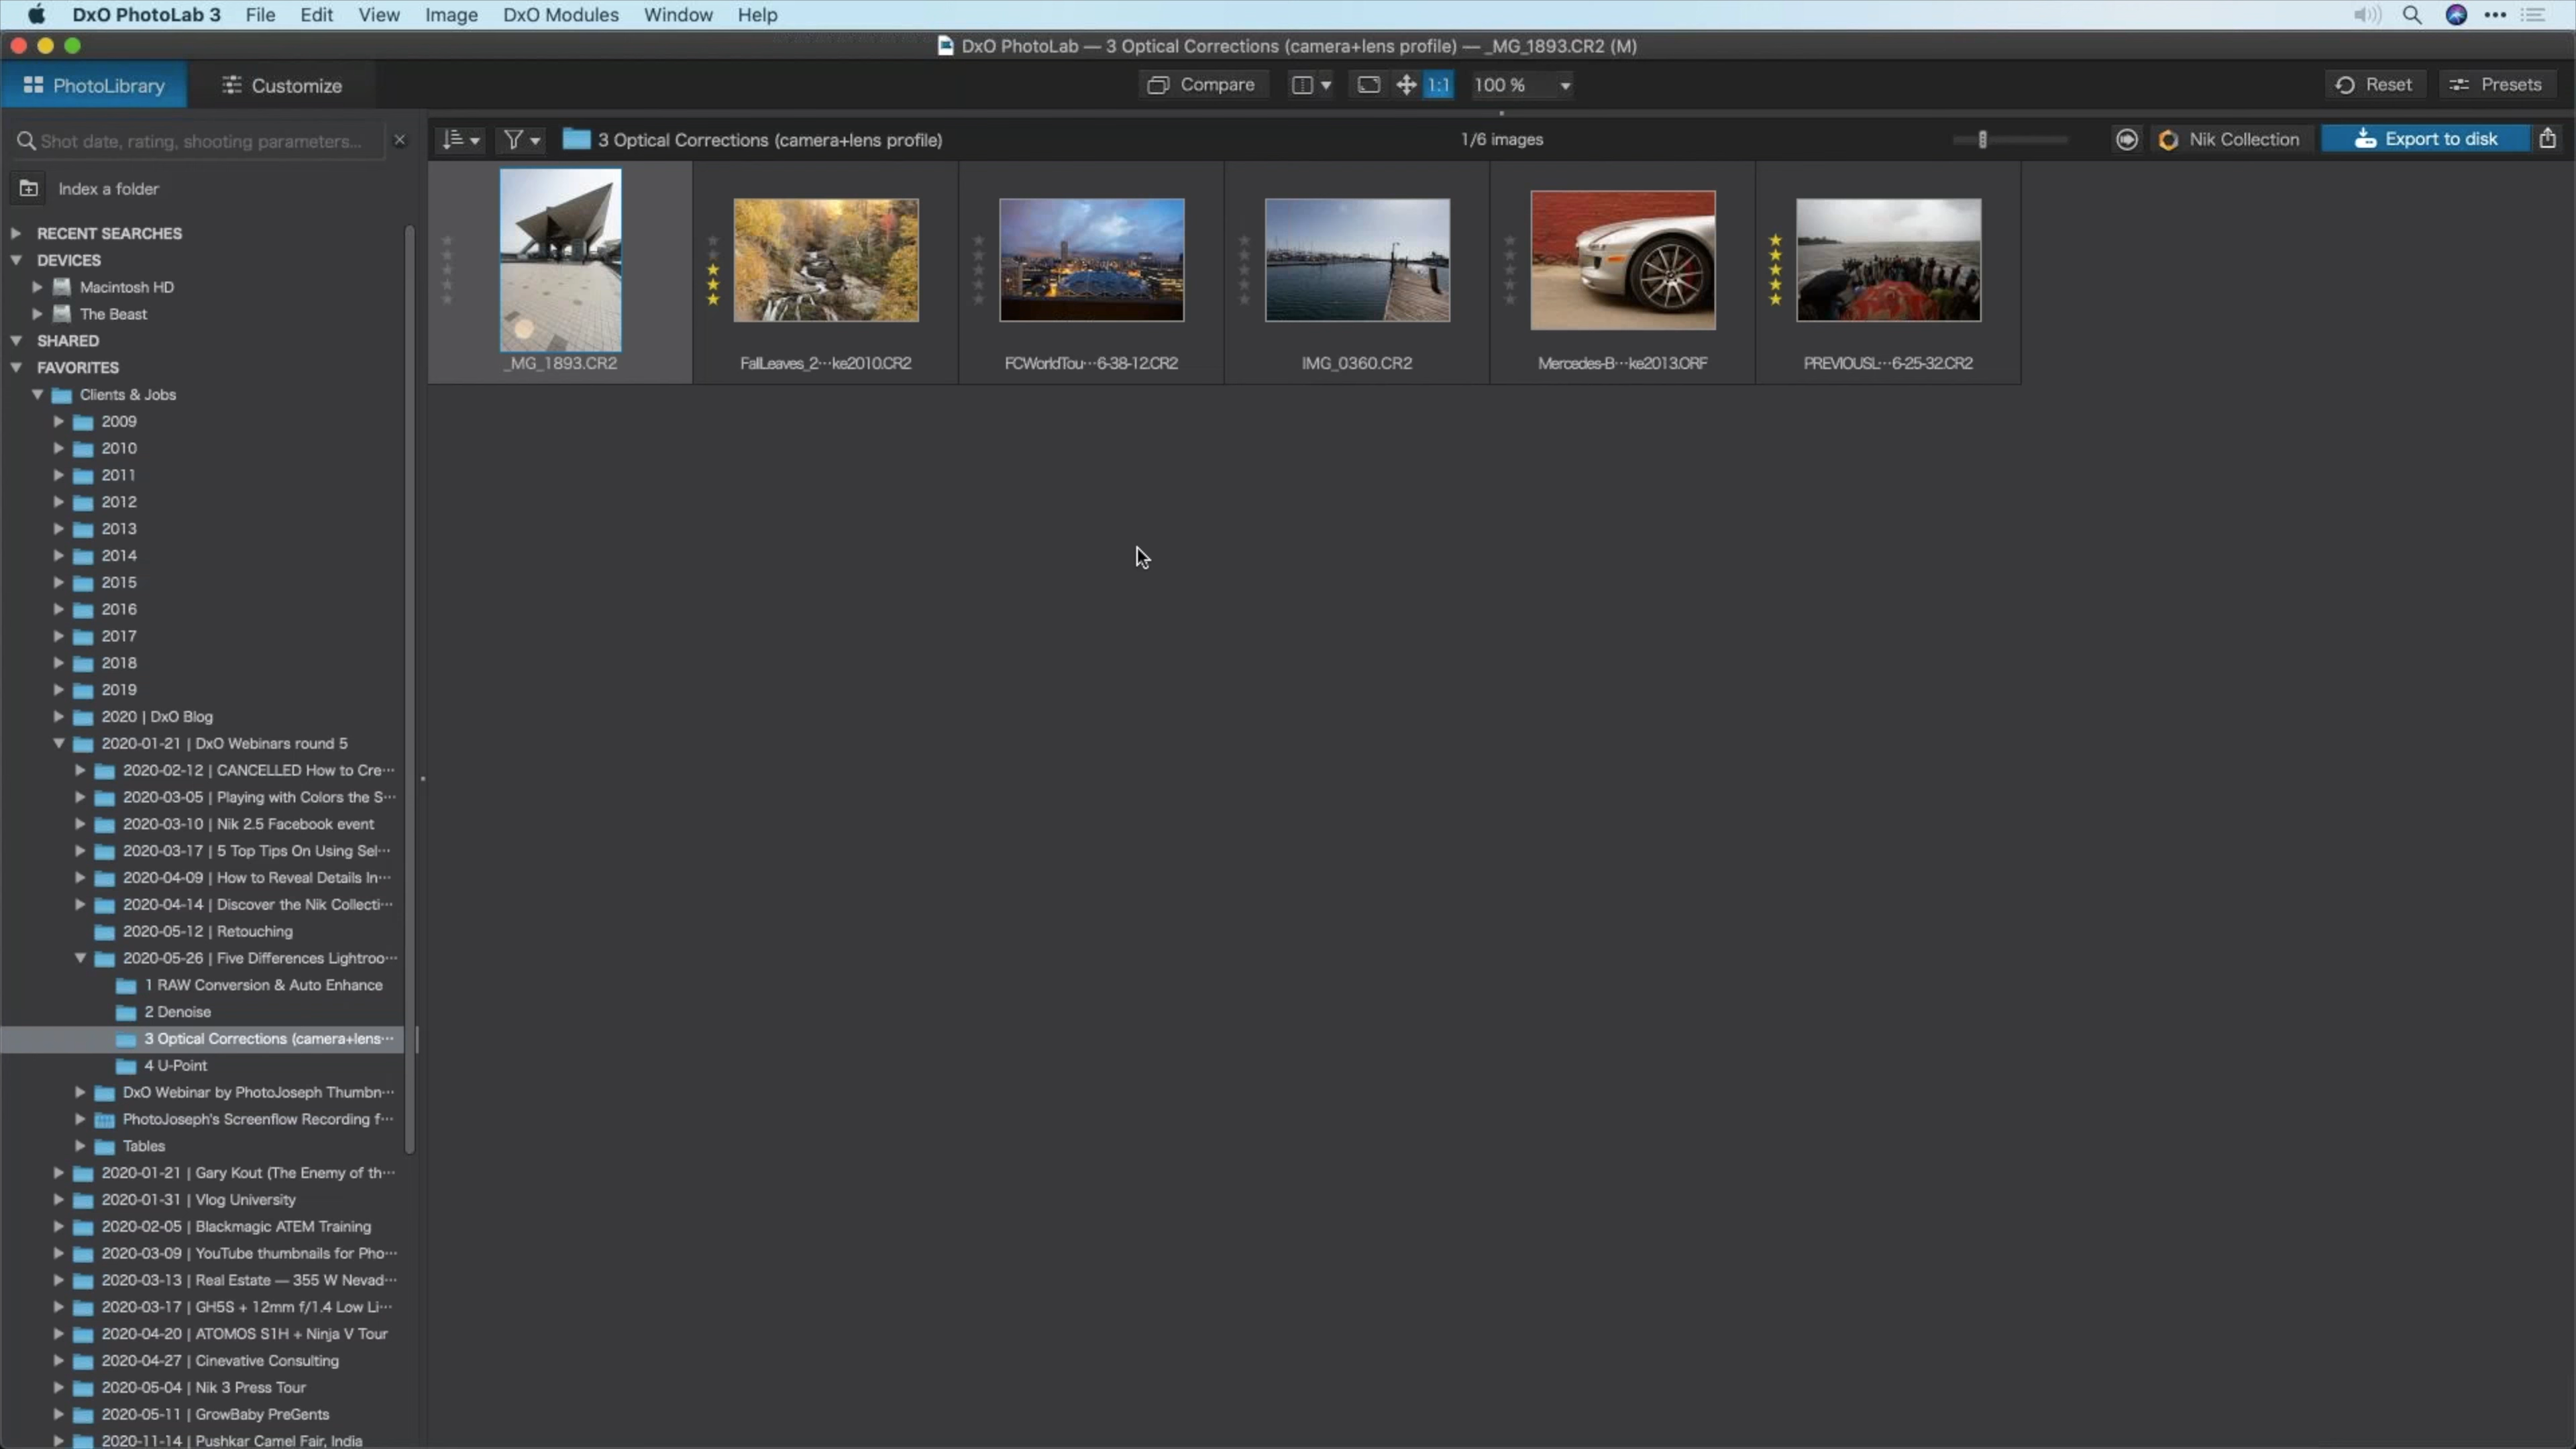 DxO PhotoLab 3 File Edit View Image DxO Modules Window Help
DxO PhotoLab — 3 Optical Corrections (camera+lens profile) — _MG_1893.CR2 (M)
PhotoLibrary Customize Compare 1:1 100 % Reset Presets
Shot date, rating, shooting parameters... 3 Optical Corrections (camera+lens profile) 1/6 images Nik Collection Export to disk
Index a folder
_MG_1893.CR2 FallLeaves_2···ke2010.CR2 FCWorldTou···6-38-12.CR2 IMG_0360.CR2 Mercedes-B···ke2013.ORF PREVIOUSL···6-25-32.CR2
RECENT SEARCHES
DEVICES
Macintosh HD
The Beast
SHARED
FAVORITES
Clients & Jobs
2009
2010
2011
2012
2013
2014
2015
2016
2017
2018
2019
2020 | DxO Blog
2020-01-21 | DxO Webinars round 5
2020-02-12 | CANCELLED How to Cre···
2020-03-05 | Playing with Colors the S···
2020-03-10 | Nik 2.5 Facebook event
2020-03-17 | 5 Top Tips On Using Sel···
2020-04-09 | How to Reveal Details In···
2020-04-14 | Discover the Nik Collecti···
2020-05-12 | Retouching
2020-05-26 | Five Differences Lightroo···
1 RAW Conversion & Auto Enhance
2 Denoise
3 Optical Corrections (camera+lens···
4 U-Point
DxO Webinar by PhotoJoseph Thumbn···
PhotoJoseph's Screenflow Recording f···
Tables
2020-01-21 | Gary Kout (The Enemy of th···
2020-01-31 | Vlog University
2020-02-05 | Blackmagic ATEM Training
2020-03-09 | YouTube thumbnails for Pho···
2020-03-13 | Real Estate — 355 W Nevad···
2020-03-17 | GH5S + 12mm f/1.4 Low Li···
2020-04-20 | ATOMOS S1H + Ninja V Tour
2020-04-27 | Cinevative Consulting
2020-05-04 | Nik 3 Press Tour
2020-05-11 | GrowBaby PreGents
2020-11-14 | Pushkar Camel Fair, India